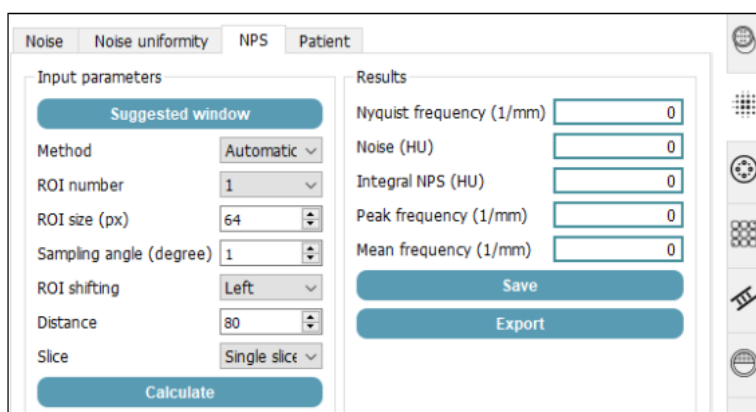 Noise Noise uniformity NPS Patient
Input parameters
Suggested window
Method Automatic
ROI number 1
ROI size (px) 64
Sampling angle (degree) 1
ROI shifting Left
Distance 80
Slice Single slice
Calculate
Results
Nyquist frequency (1/mm) 0
Noise (HU) 0
Integral NPS (HU) 0
Peak frequency (1/mm) 0
Mean frequency (1/mm) 0
Save
Export